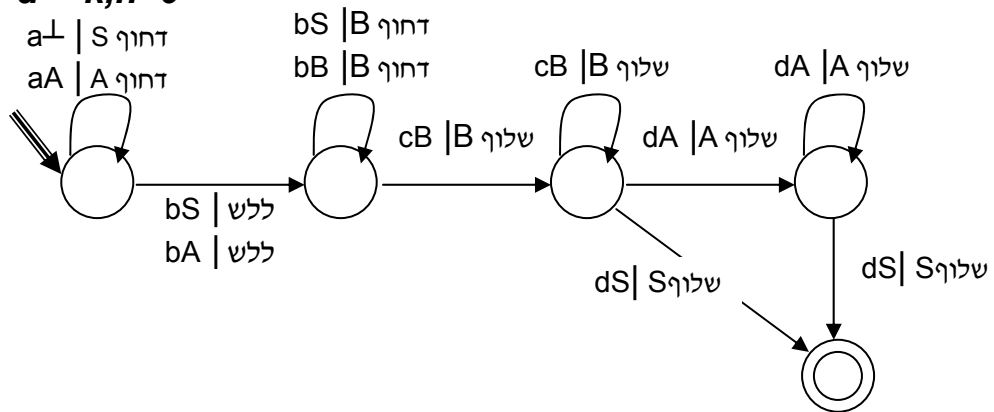 a⊥ | S דחוף
aA | A דחוף
bS | ללש
bA | ללש
bS |B דחוף
bB |B דחוף
cB |B שלוף
cB |B שלוף
dA |A שלוף
dA |A שלוף
dS| S שלוף
dS| S שלוף